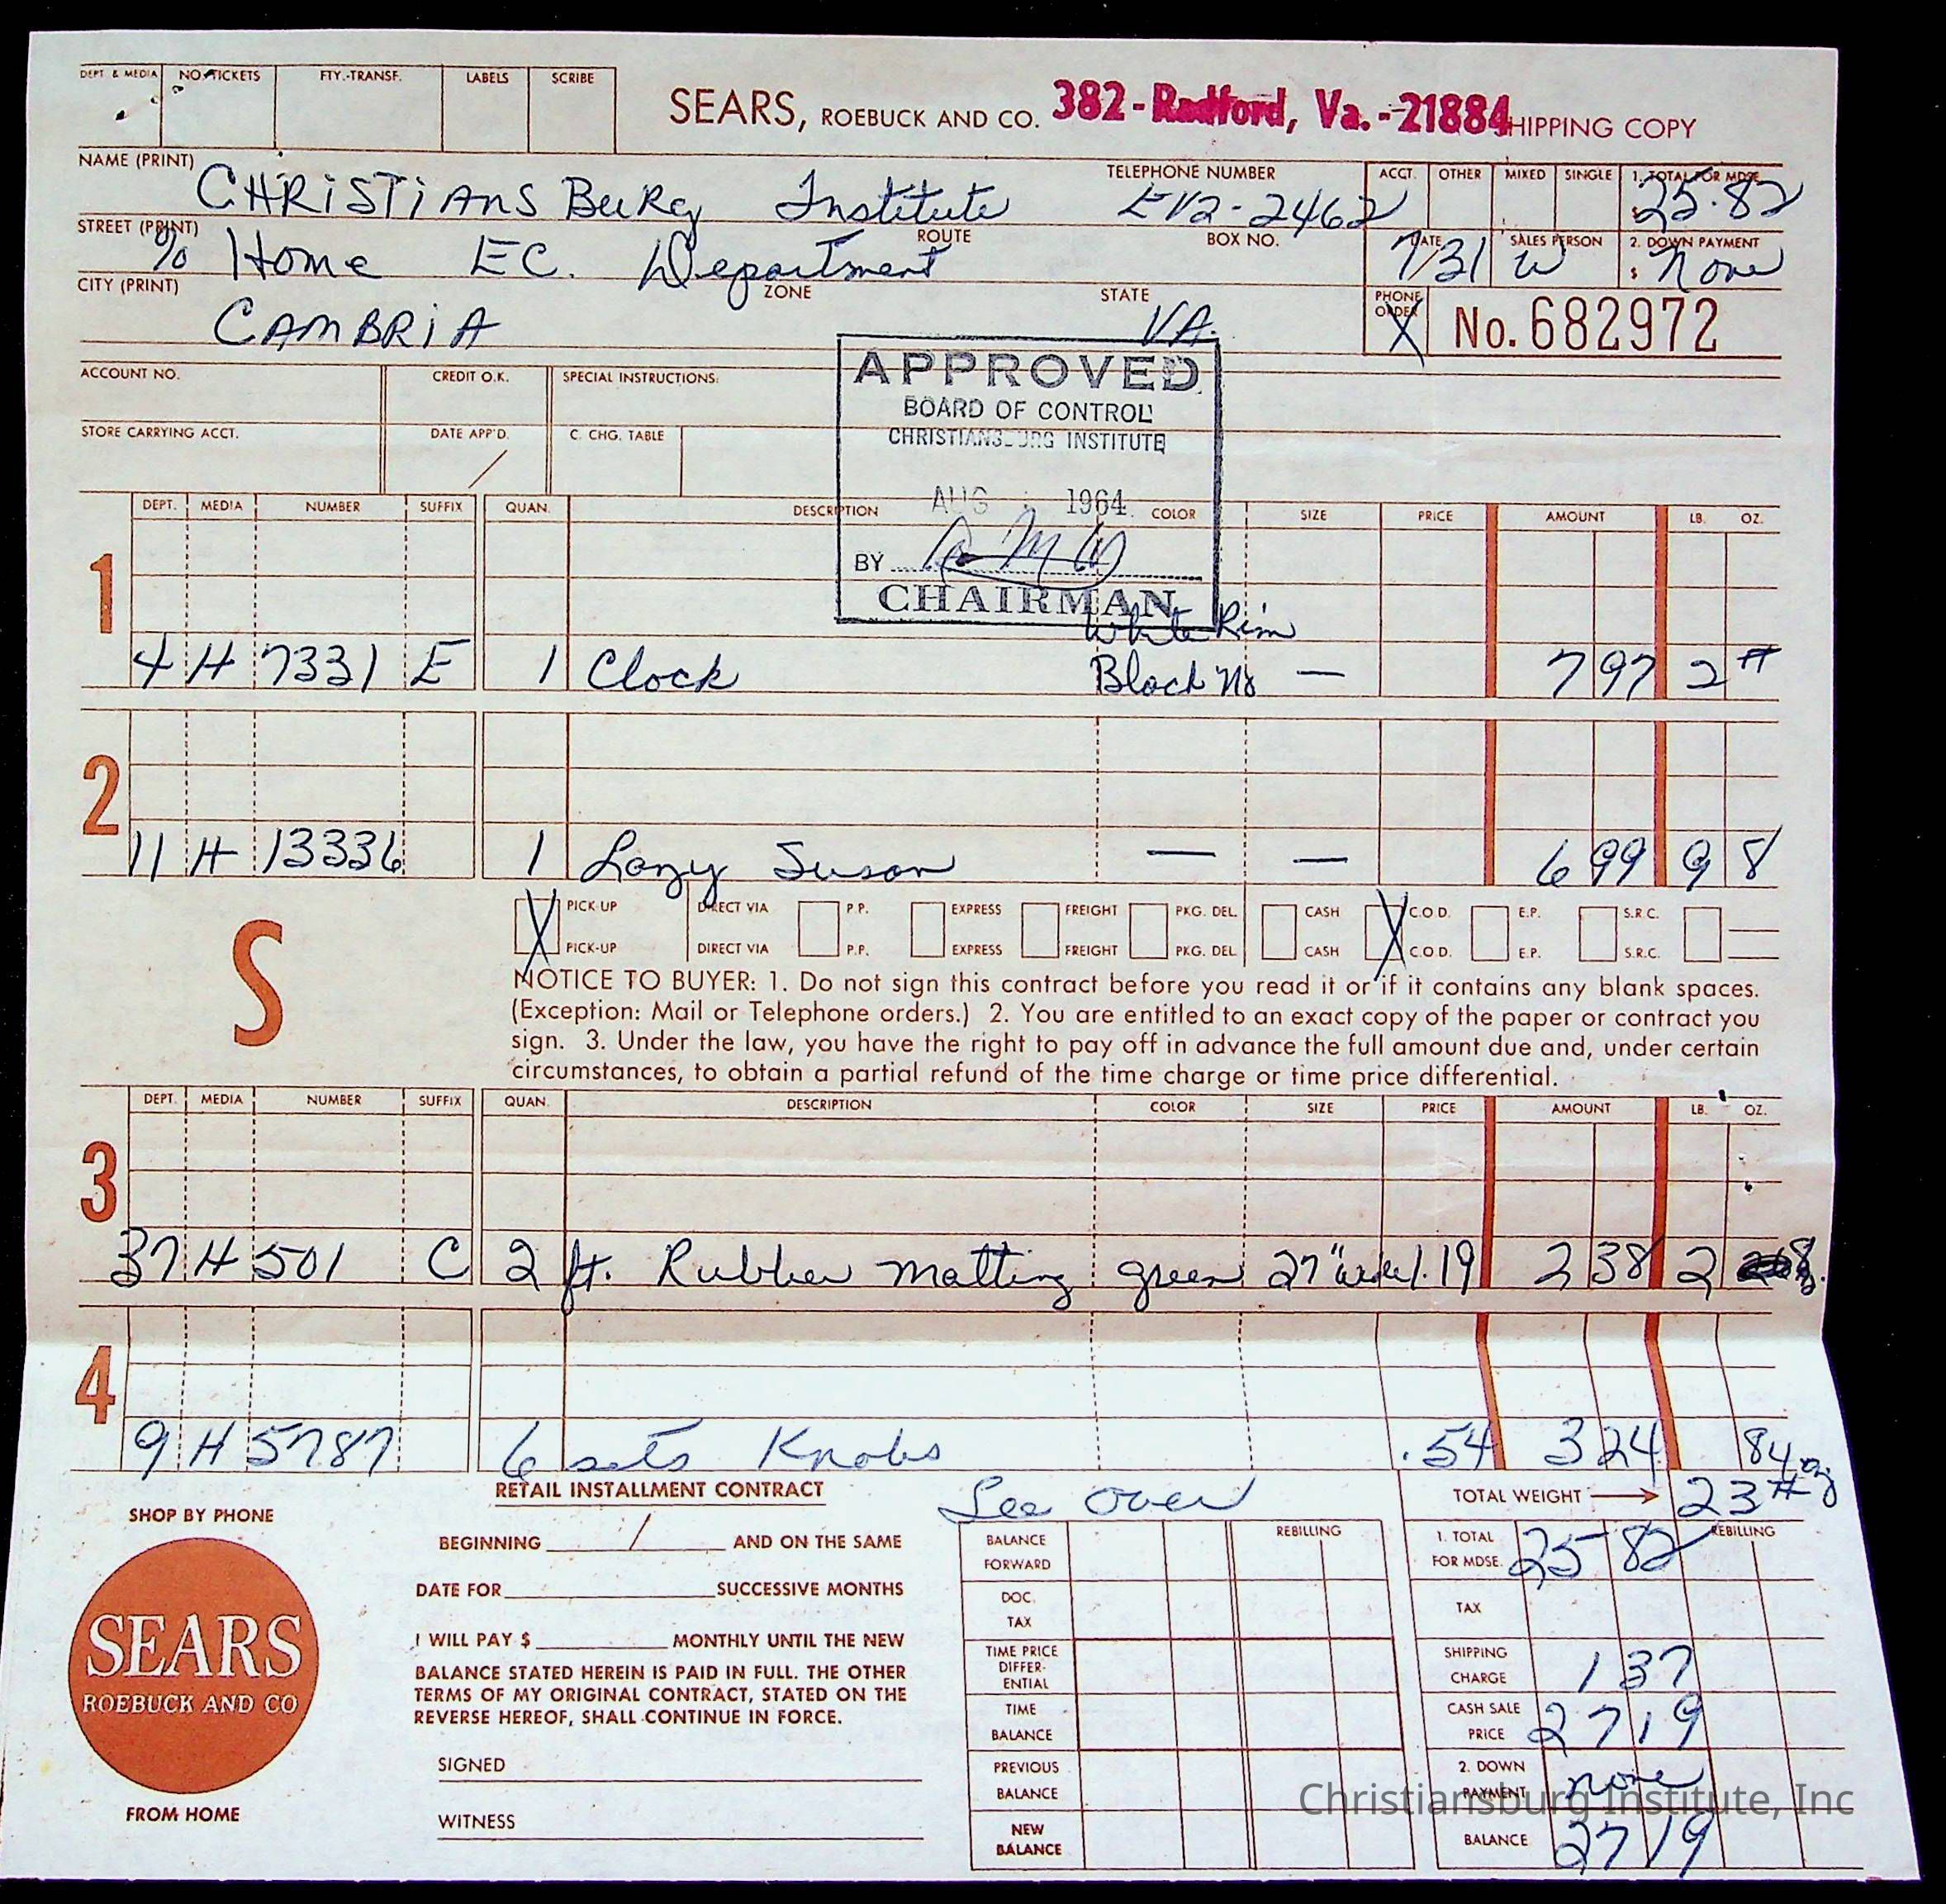 DEPT & MEDIA NO. TICKETS FTY.-TRANSF. LABELS SCRIBE
SEARS, ROEBUCK AND CO. 382 - Radford, Va. - 21884 HIPPING COPY
NAME (PRINT) CHRiSTiAnS BuRg Institute
TELEPHONE NUMBER EV2-2462
ACCT. OTHER MIXED SINGLE 1. TOTAL FOR MDSE. $ 25.82
STREET (PRINT) % Home EC. Department
ROUTE BOX NO.
DATE 7/31 SALES PERSON W 2. DOWN PAYMENT $ none
CITY (PRINT) CAMBRiA
ZONE STATE VA.
PHONE ORDER X No. 682972
ACCOUNT NO. CREDIT O.K. SPECIAL INSTRUCTIONS:
STORE CARRYING ACCT. DATE APP'D. / C. CHG. TABLE
APPROVED
BOARD OF CONTROL
CHRISTIANSBURG INSTITUTE
AUG 1964
BY
CHAIRMAN
DEPT. MEDIA NUMBER SUFFIX QUAN. DESCRIPTION COLOR SIZE PRICE AMOUNT LB. OZ.
1
White Rim
4 H 7331 E 1 Clock Black No — 7 97 2 #
2
11 H 13336 1 Lazy Susan — — 6 99 9 8
S
X PICK-UP DIRECT VIA P.P. EXPRESS FREIGHT PKG. DEL. CASH X C.O.D. E.P. S.R.C.
PICK-UP DIRECT VIA P.P. EXPRESS FREIGHT PKG. DEL. CASH C.O.D. E.P. S.R.C.
NOTICE TO BUYER: 1. Do not sign this contract before you read it or if it contains any blank spaces.
(Exception: Mail or Telephone orders.) 2. You are entitled to an exact copy of the paper or contract you
sign. 3. Under the law, you have the right to pay off in advance the full amount due and, under certain
circumstances, to obtain a partial refund of the time charge or time price differential.
DEPT. MEDIA NUMBER SUFFIX QUAN. DESCRIPTION COLOR SIZE PRICE AMOUNT LB. OZ.
3
37 H 501 C 2 ft. Rubber matting green 27" wide 1.19 2 38 2 8
4
9 H 5787 6 sets Knobs .54 3 24 84 oz
See over
TOTAL WEIGHT 23 #
SHOP BY PHONE
SEARS
ROEBUCK AND CO
FROM HOME
RETAIL INSTALLMENT CONTRACT
BEGINNING / AND ON THE SAME
DATE FOR SUCCESSIVE MONTHS
I WILL PAY $ MONTHLY UNTIL THE NEW
BALANCE STATED HEREIN IS PAID IN FULL. THE OTHER
TERMS OF MY ORIGINAL CONTRACT, STATED ON THE
REVERSE HEREOF, SHALL CONTINUE IN FORCE.
SIGNED
WITNESS
REBILLING
BALANCE FORWARD
DOC. TAX
TIME PRICE DIFFER-ENTIAL
TIME BALANCE
PREVIOUS BALANCE
NEW BALANCE
REBILLING
1. TOTAL FOR MDSE. 25 82
TAX
SHIPPING CHARGE 1 37
CASH SALE PRICE 27 19
2. DOWN PAYMENT none
BALANCE 27 19
Christiansburg Institute, Inc